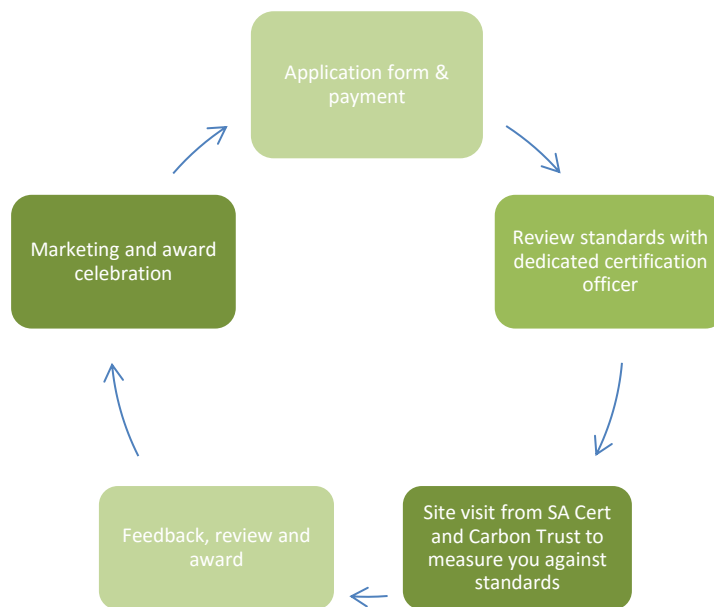 Application form &
payment
Review standards with
dedicated certification
officer
Site visit from SA Cert
and Carbon Trust to
measure you against
standards
Feedback, review and
award
Marketing and award
celebration